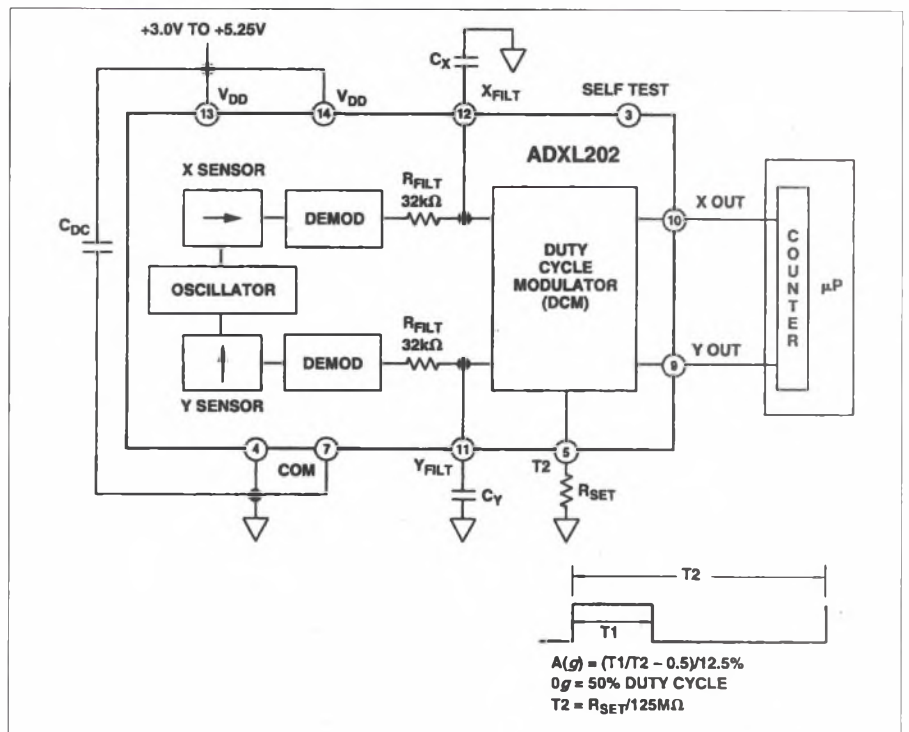 +3.0V TO +5.25V
CX
XFILT
SELF TEST
VDD
VDD
13
14
12
3
ADXL202
X SENSOR
RFILT
32kΩ
DEMOD
X OUT
10
CDC
OSCILLATOR
DUTY
CYCLE
MODULATOR
(DCM)
COUNTER
µP
RFILT
32kΩ
DEMOD
Y OUT
9
Y SENSOR
4
7
11
5
COM
YFILT
T2
CY
RSET
T2
T1
A(g) = (T1/T2 – 0.5)/12.5%
0g = 50% DUTY CYCLE
T2 = RSET/125MΩ